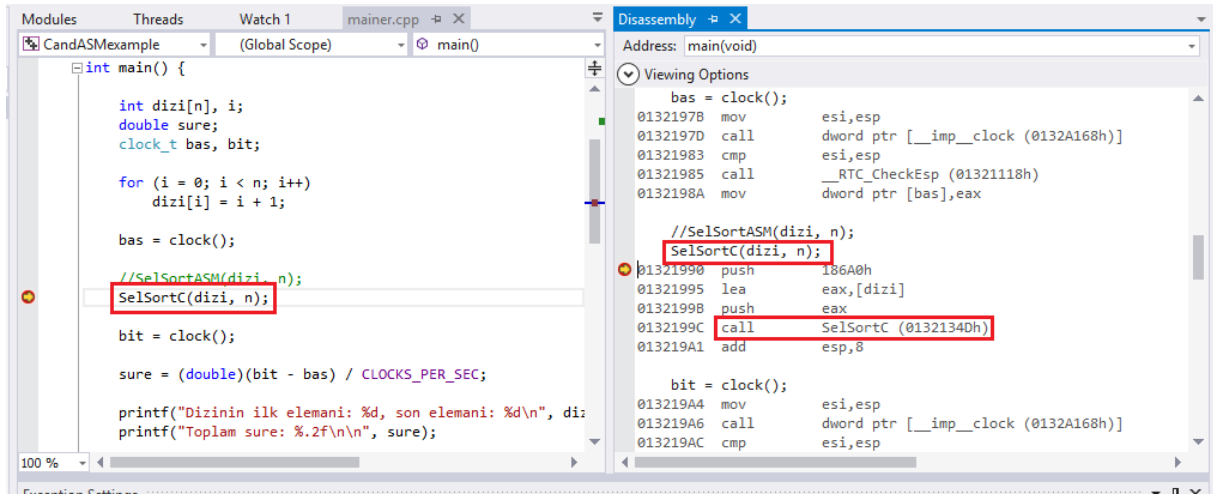 Modules Threads Watch 1 mainer.cpp
CandASMexample (Global Scope) main()
int main() {
int dizi[n], i;
double sure;
clock_t bas, bit;
for (i = 0; i < n; i++)
dizi[i] = i + 1;
bas = clock();
//SelSortASM(dizi, n);
SelSortC(dizi, n);
bit = clock();
sure = (double)(bit - bas) / CLOCKS_PER_SEC;
printf("Dizinin ilk elemani: %d, son elemani: %d\n", diz
printf("Toplam sure: %.2f\n\n", sure);
100 %
Disassembly
Address: main(void)
Viewing Options
bas = clock();
0132197B mov esi,esp
0132197D call dword ptr [__imp__clock (0132A168h)]
01321983 cmp esi,esp
01321985 call __RTC_CheckEsp (01321118h)
0132198A mov dword ptr [bas],eax
//SelSortASM(dizi, n);
SelSortC(dizi, n);
01321990 push 186A0h
01321995 lea eax,[dizi]
0132199B push eax
0132199C call SelSortC (0132134Dh)
013219A1 add esp,8
bit = clock();
013219A4 mov esi,esp
013219A6 call dword ptr [__imp__clock (0132A168h)]
013219AC cmp esi,esp
Exception Settings